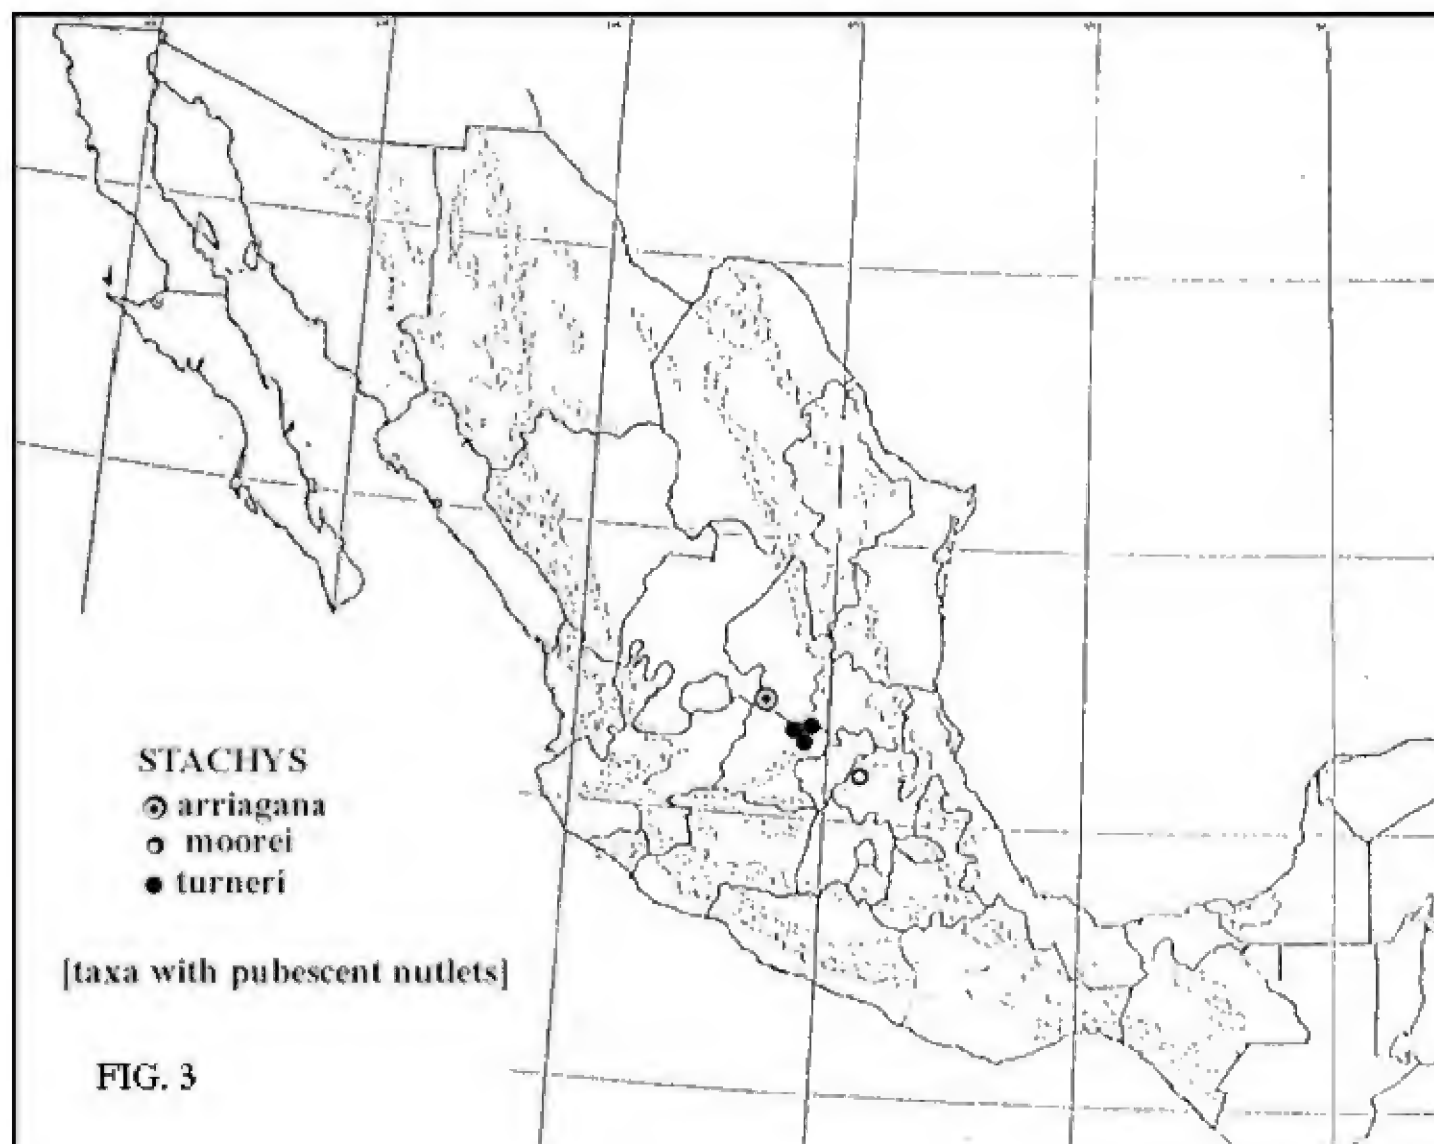 STACHYS
arriagana
moorei
turneri
[taxa with pubescent nutlets]
FIG. 3